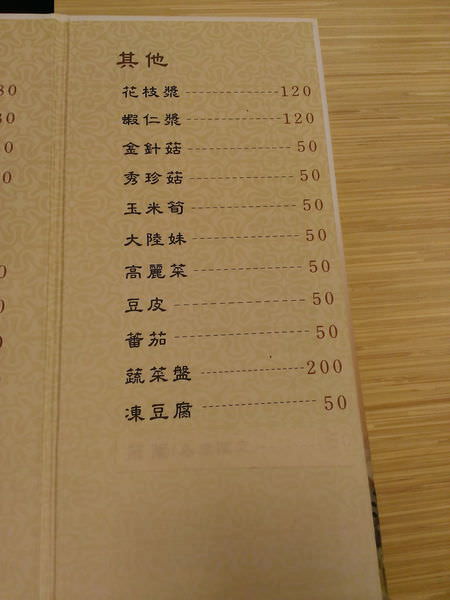 其他
花枝漿 120
蝦仁漿 120
金針菇 50
秀珍菇 50
玉米筍 50
大陸妹 50
高麗菜 50
豆皮 50
蕃茄 50
蔬菜盤 200
凍豆腐 50